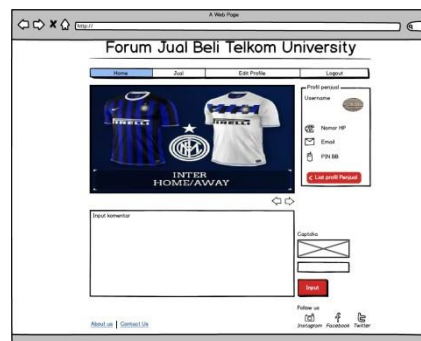 A Web Page
http://
Forum Jual Beli Telkom University
Home Jual Edit Profile Logout
Profil penjual
Username
Nomor HP
Email
PIN BB
List profil Penjual
PIRELLI PIRELLI
INTER
HOME/AWAY
Input komentar
Captcha
Input
Follow us
Instagram Facebook Twitter
About us | Contact Us